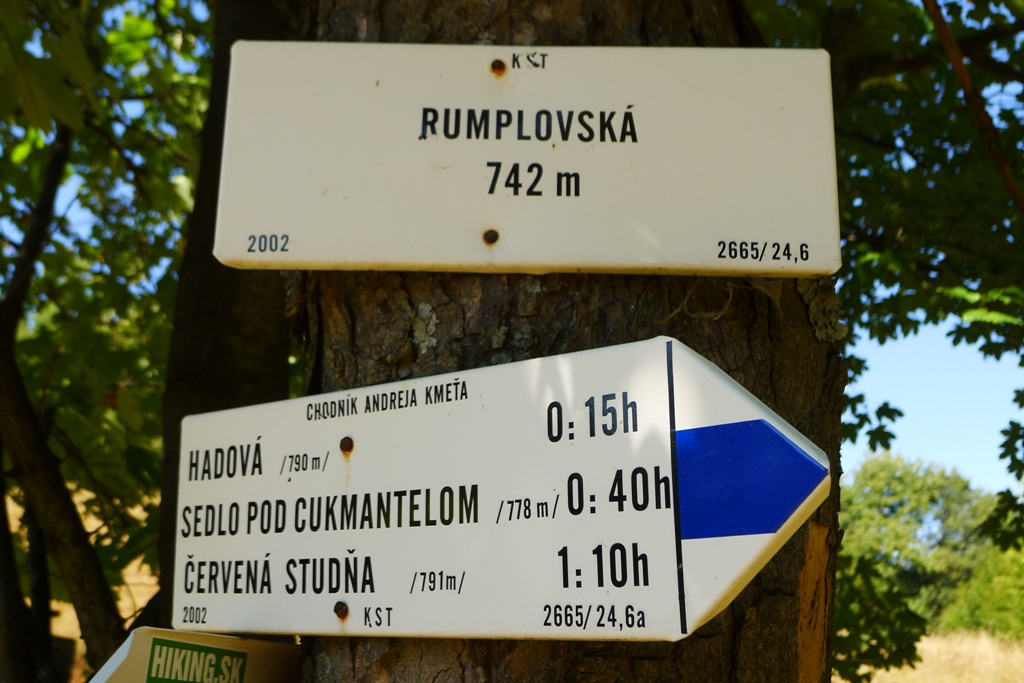 KST
RUMPLOVSKÁ
742 m
2002 2665/24,6
CHODNÍK ANDREJA KMEŤA
HADOVÁ /790 m/ 0:15h
SEDLO POD CUKMANTELOM /778 m/ 0:40h
ČERVENÁ STUDŇA /791m/ 1:10h
2002 KST 2665/24,6a
HIKING.SK